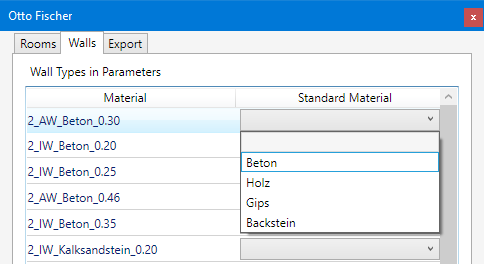 Otto Fischer
x
Rooms Walls Export
Wall Types in Parameters
Material Standard Material
2_AW_Beton_0.30
2_IW_Beton_0.20
2_IW_Beton_0.25
2_AW_Beton_0.46
2_IW_Beton_0.35
2_IW_Kalksandstein_0.20
Beton
Holz
Gips
Backstein